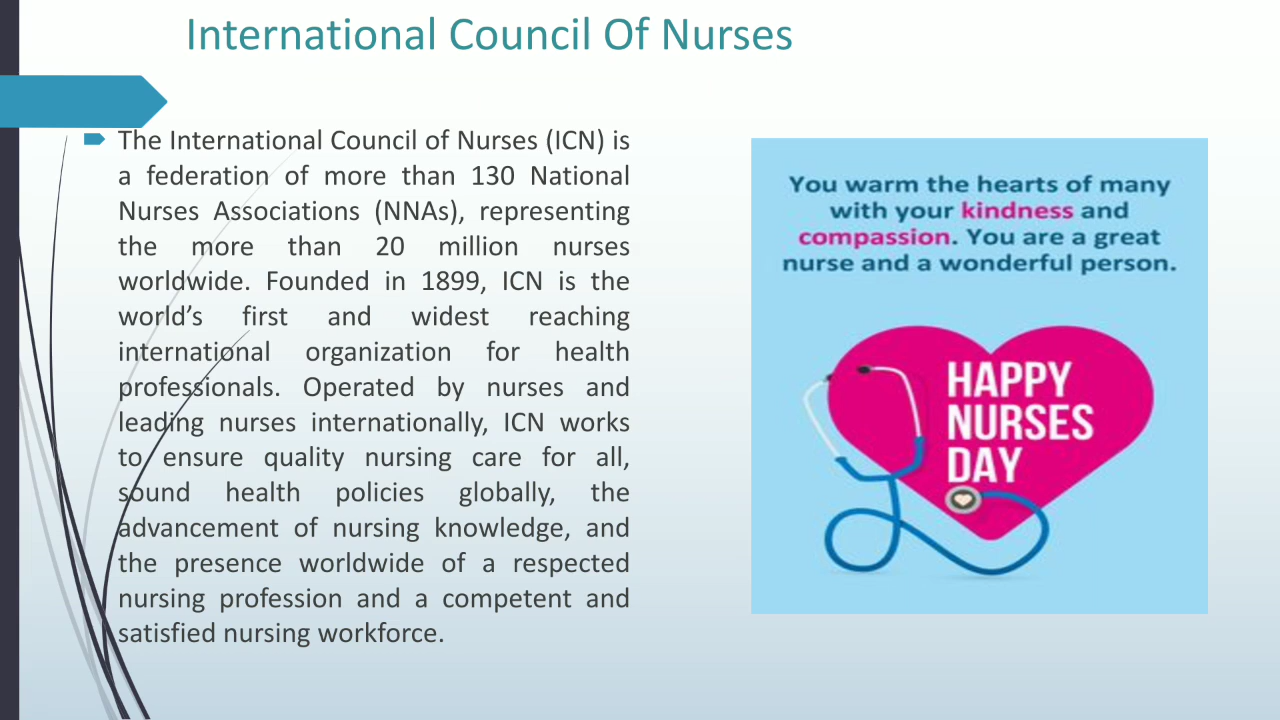 International Council Of Nurses
The International Council of Nurses (ICN) is
a federation of more than 130 National
Nurses Associations (NNAs), representing
the more than 20 million nurses
worldwide. Founded in 1899, ICN is the
world’s first and widest reaching
international organization for health
professionals. Operated by nurses and
leading nurses internationally, ICN works
to ensure quality nursing care for all,
sound health policies globally, the
advancement of nursing knowledge, and
the presence worldwide of a respected
nursing profession and a competent and
satisfied nursing workforce.
You warm the hearts of many
with your kindness and
compassion. You are a great
nurse and a wonderful person.
HAPPY
NURSES
DAY